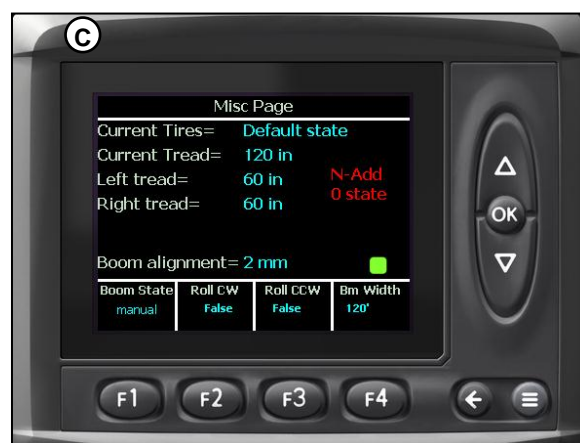 C
Misc Page
Current Tires= Default state
Current Tread= 120 in
Left tread= 60 in
N-Add
Right tread= 60 in
0 state
OK
Boom alignment= 2 mm
Boom State Roll CW Roll CCW Bm Width
manual False False 120'
F1 F2 F3 F4